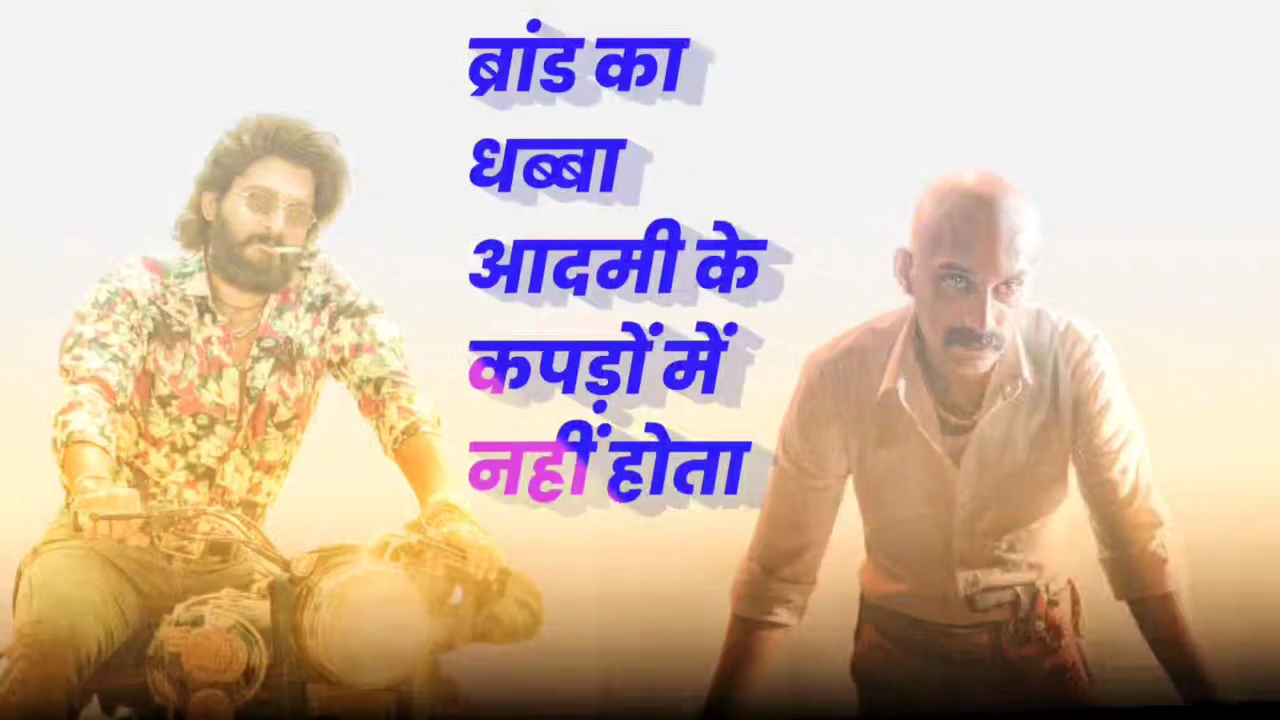 ब्रांड का
धब्बा
आदमी के
कपड़ों में
नहीं होता